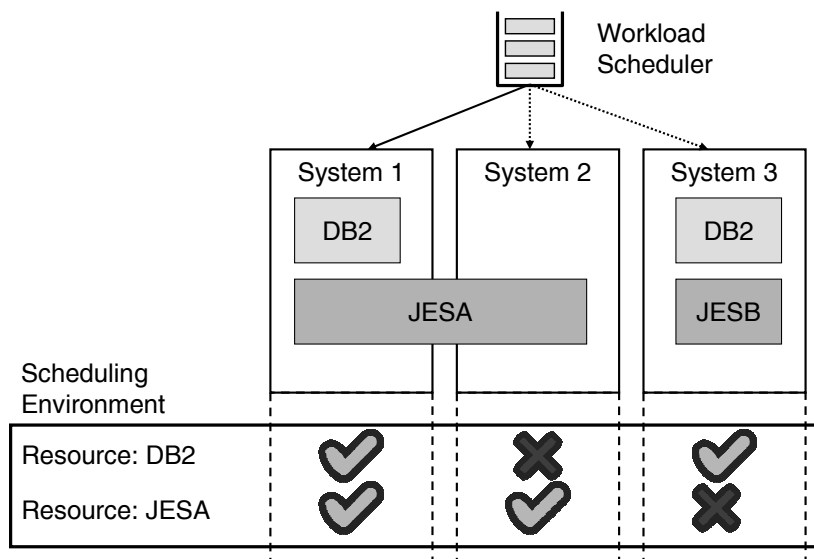 Workload
Scheduler
System 1
System 2
System 3
DB2
DB2
JESA
JESB
Scheduling
Environment
Resource: DB2
Resource: JESA